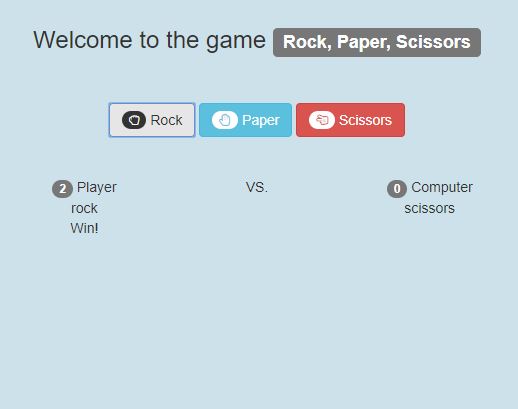 Welcome to the game Rock, Paper, Scissors
Rock Paper Scissors
2 Player VS. 0 Computer
rock scissors
Win!